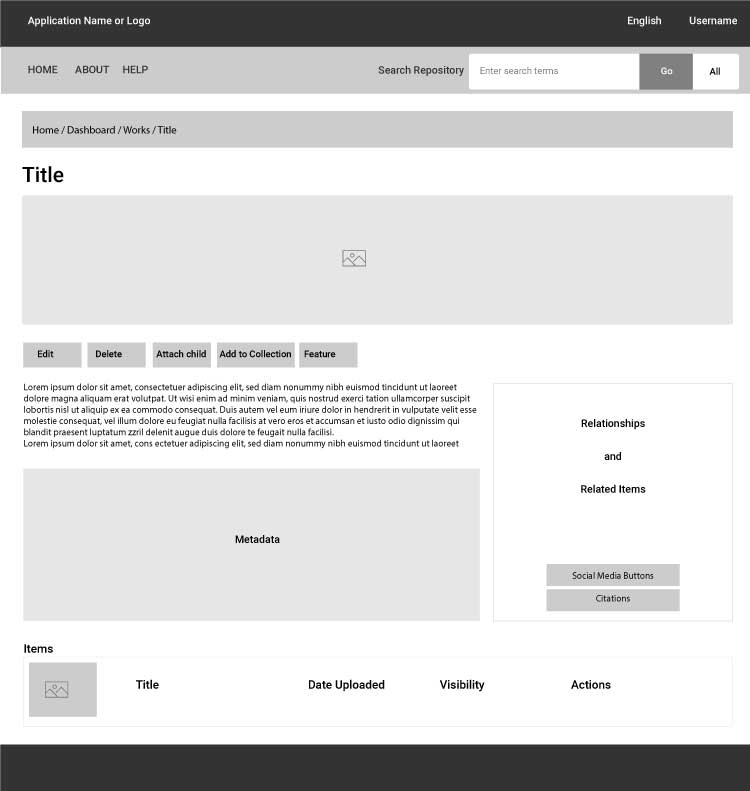 Application Name or Logo English Username
HOME ABOUT HELP Search Repository Enter search terms Go All
Home / Dashboard / Works / Title
Title
Edit Delete Attach child Add to Collection Feature
Lorem ipsum dolor sit amet, consectetuer adipiscing elit, sed diam nonummy nibh euismod tincidunt ut laoreet
dolore magna aliquam erat volutpat. Ut wisi enim ad minim veniam, quis nostrud exerci tation ullamcorper suscipit
lobortis nisl ut aliquip ex ea commodo consequat. Duis autem vel eum iriure dolor in hendrerit in vulputate velit esse
molestie consequat, vel illum dolore eu feugiat nulla facilisis at vero eros et accumsan et iusto odio dignissim qui
blandit praesent luptatum zzril delenit augue duis dolore te feugait nulla facilisi.
Lorem ipsum dolor sit amet, cons ectetuer adipiscing elit, sed diam nonummy nibh euismod tincidunt ut laoreet
Metadata
Relationships
and
Related Items
Social Media Buttons
Citations
Items
Title Date Uploaded Visibility Actions